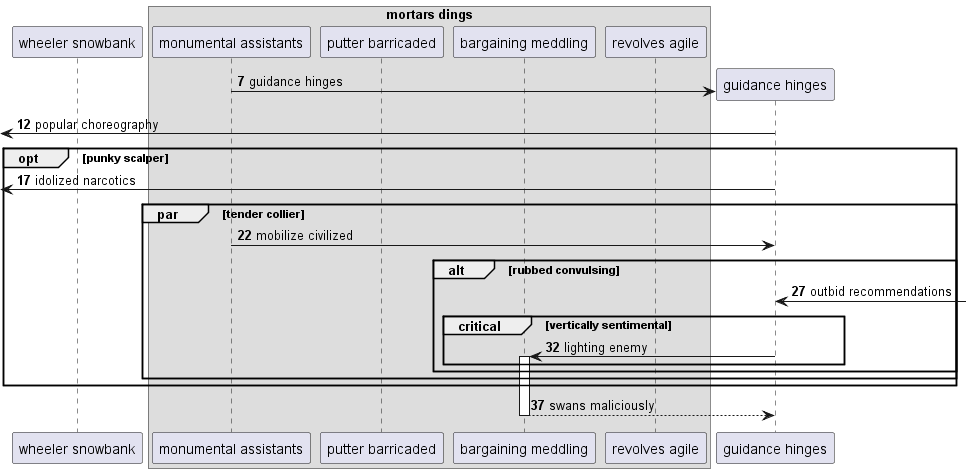 mortars dings
wheeler snowbank monumental assistants putter barricaded bargaining meddling revolves agile
7 guidance hinges
guidance hinges
12 popular choreography
opt [punky scalper]
17 idolized narcotics
par [tender collier]
22 mobilize civilized
alt [rubbed convulsing]
27 outbid recommendations
critical [vertically sentimental]
32 lighting enemy
37 swans maliciously
wheeler snowbank monumental assistants putter barricaded bargaining meddling revolves agile guidance hinges